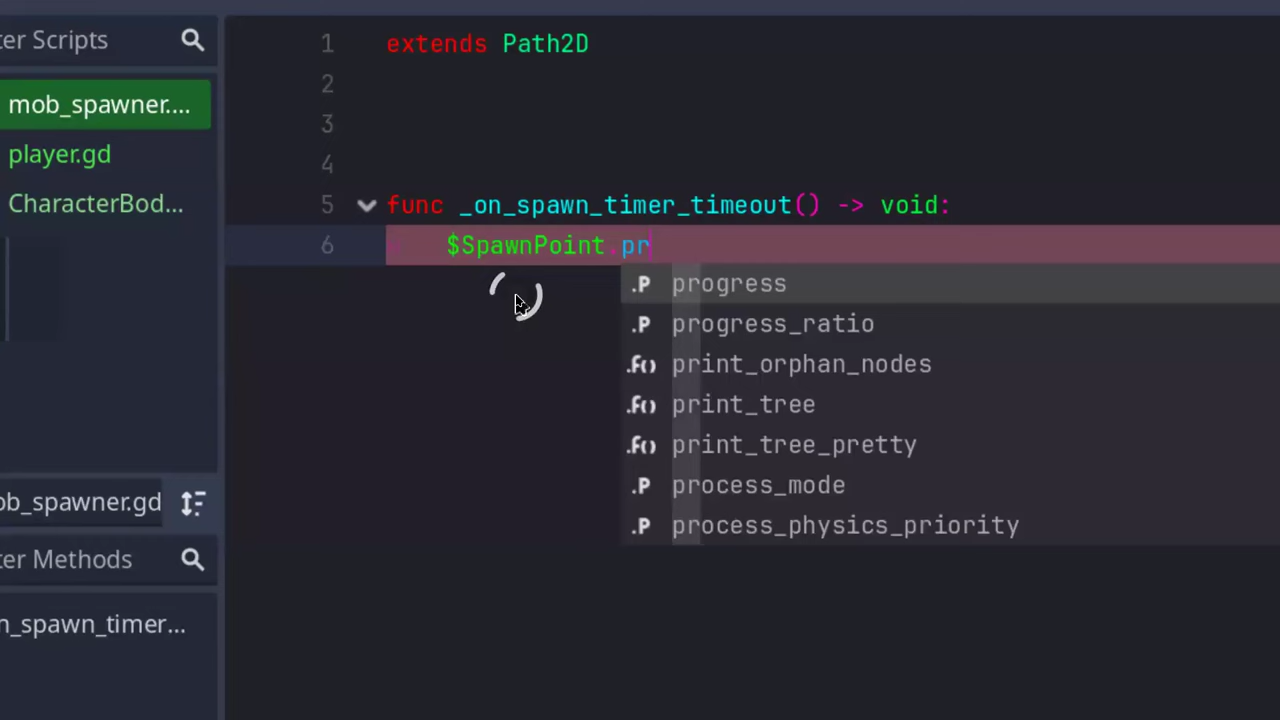 ter Scripts
mob_spawner....
player.gd
CharacterBod...
ob_spawner.gd
ter Methods
n_spawn_timer...
1 extends Path2D
2
3
4
5 func _on_spawn_timer_timeout() -> void:
6 $SpawnPoint.pr
.P progress
.P progress_ratio
.F() print_orphan_nodes
.F() print_tree
.F() print_tree_pretty
.P process_mode
.P process_physics_priority